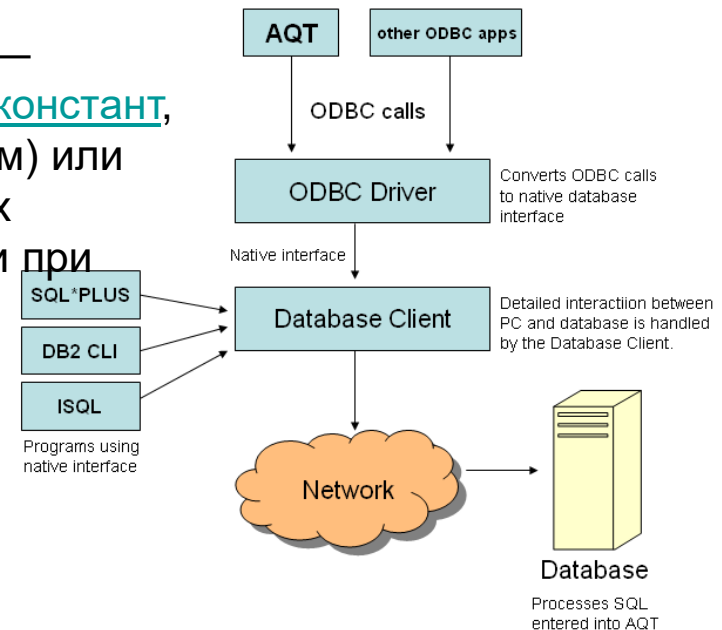 —
констант,
м) или
х
и при
AQT
other ODBC apps
ODBC calls
ODBC Driver
Converts ODBC calls
to native database
interface
Native interface
SQL*PLUS
DB2 CLI
ISQL
Programs using
native interface
Database Client
Detailed interactiion between
PC and database is handled
by the Database Client.
Network
Database
Processes SQL
entered into AQT